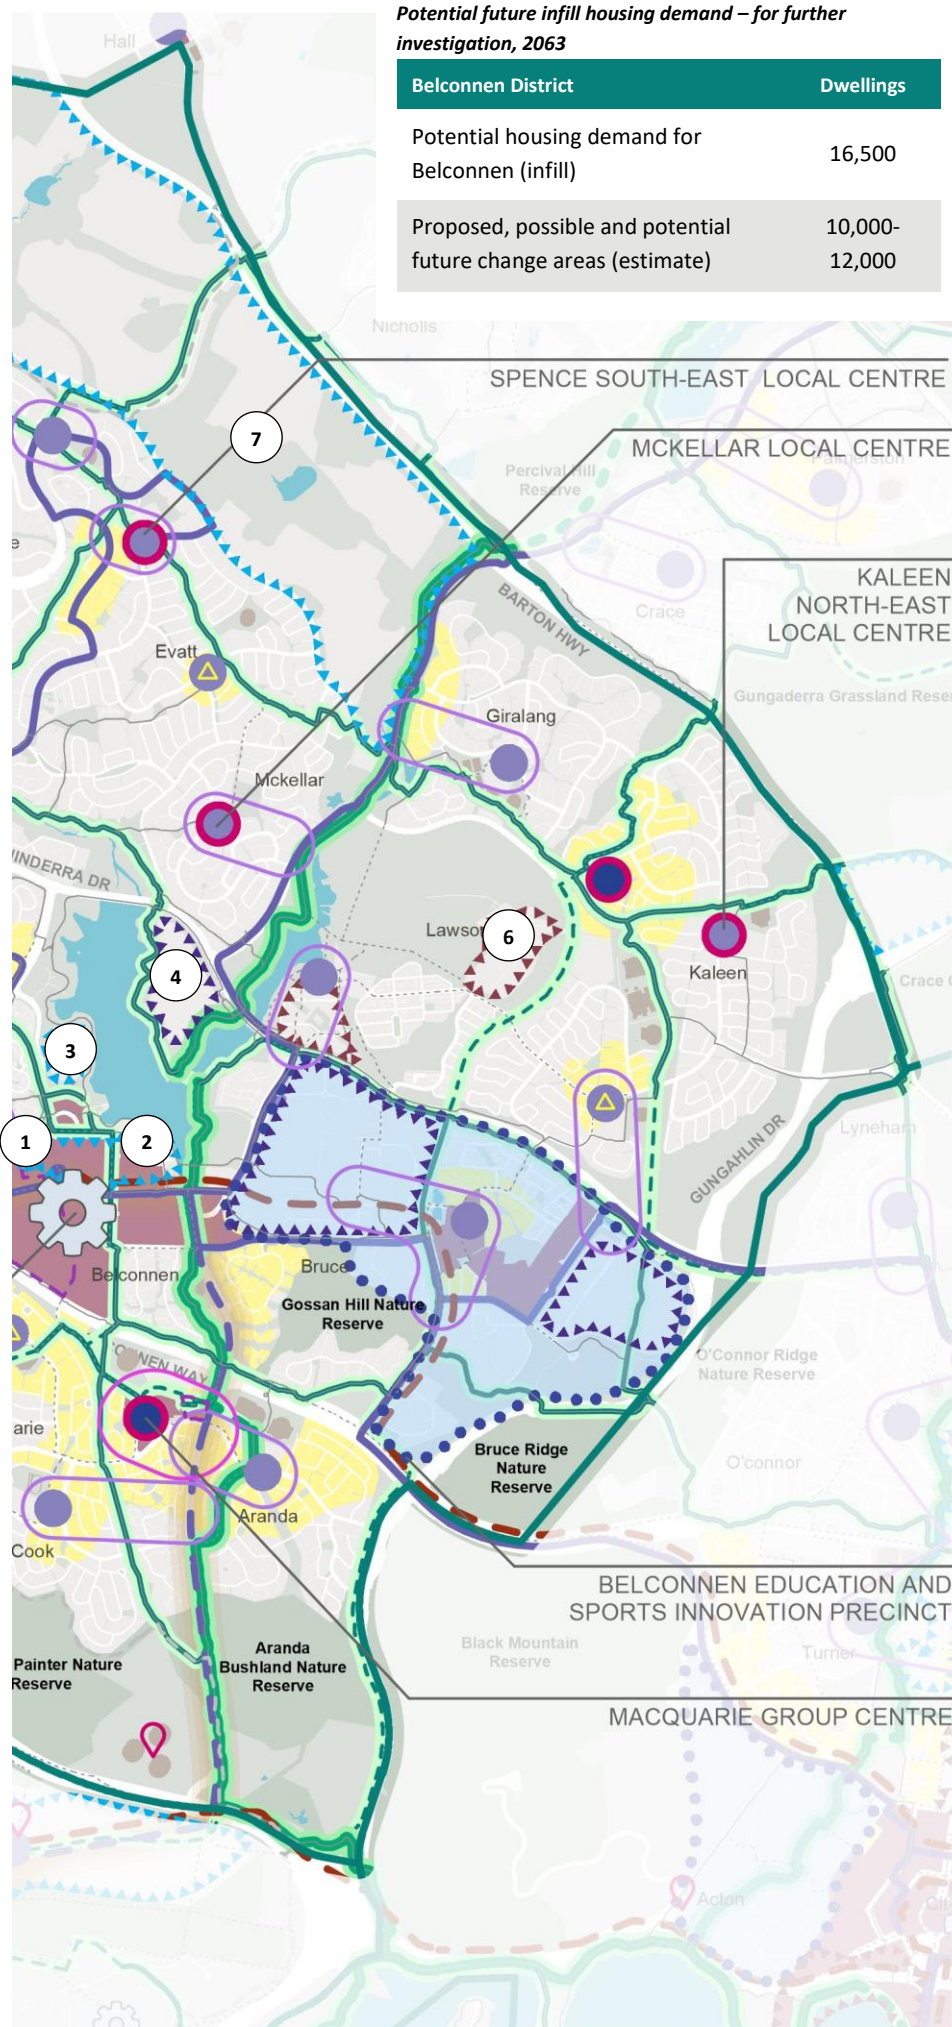 Potential future infill housing demand – for further
investigation, 2063
Belconnen District Dwellings
Potential housing demand for
Belconnen (infill)
16,500
Proposed, possible and potential
future change areas (estimate)
10,000-
12,000
Hall
Nicholls
SPENCE SOUTH-EAST LOCAL CENTRE
7
MCKELLAR LOCAL CENTRE
Palmerston
Percival Hill
Reserve
e
KALEEN
NORTH-EAST
LOCAL CENTRE
BARTON HWY
Crace
Evatt
Gungaderra Grassland Reser
Giralang
Mckellar
INDERRA DR
Lawson
6
4
Kaleen
Crace G
3
1
2
Lyneham
GUNGAHLIN DR
Belconnen
Bruce
Gossan Hill Nature
Reserve
CONNEN WAY
O'Connor Ridge
Nature Reserve
arie
Bruce Ridge
Nature
Reserve
O'connor
Aranda
Cook
BELCONNEN EDUCATION AND
SPORTS INNOVATION PRECINCT
Black Mountain
Reserve
Turner
Painter Nature
Reserve
Aranda
Bushland Nature
Reserve
MACQUARIE GROUP CENTRE
Acton
Cit